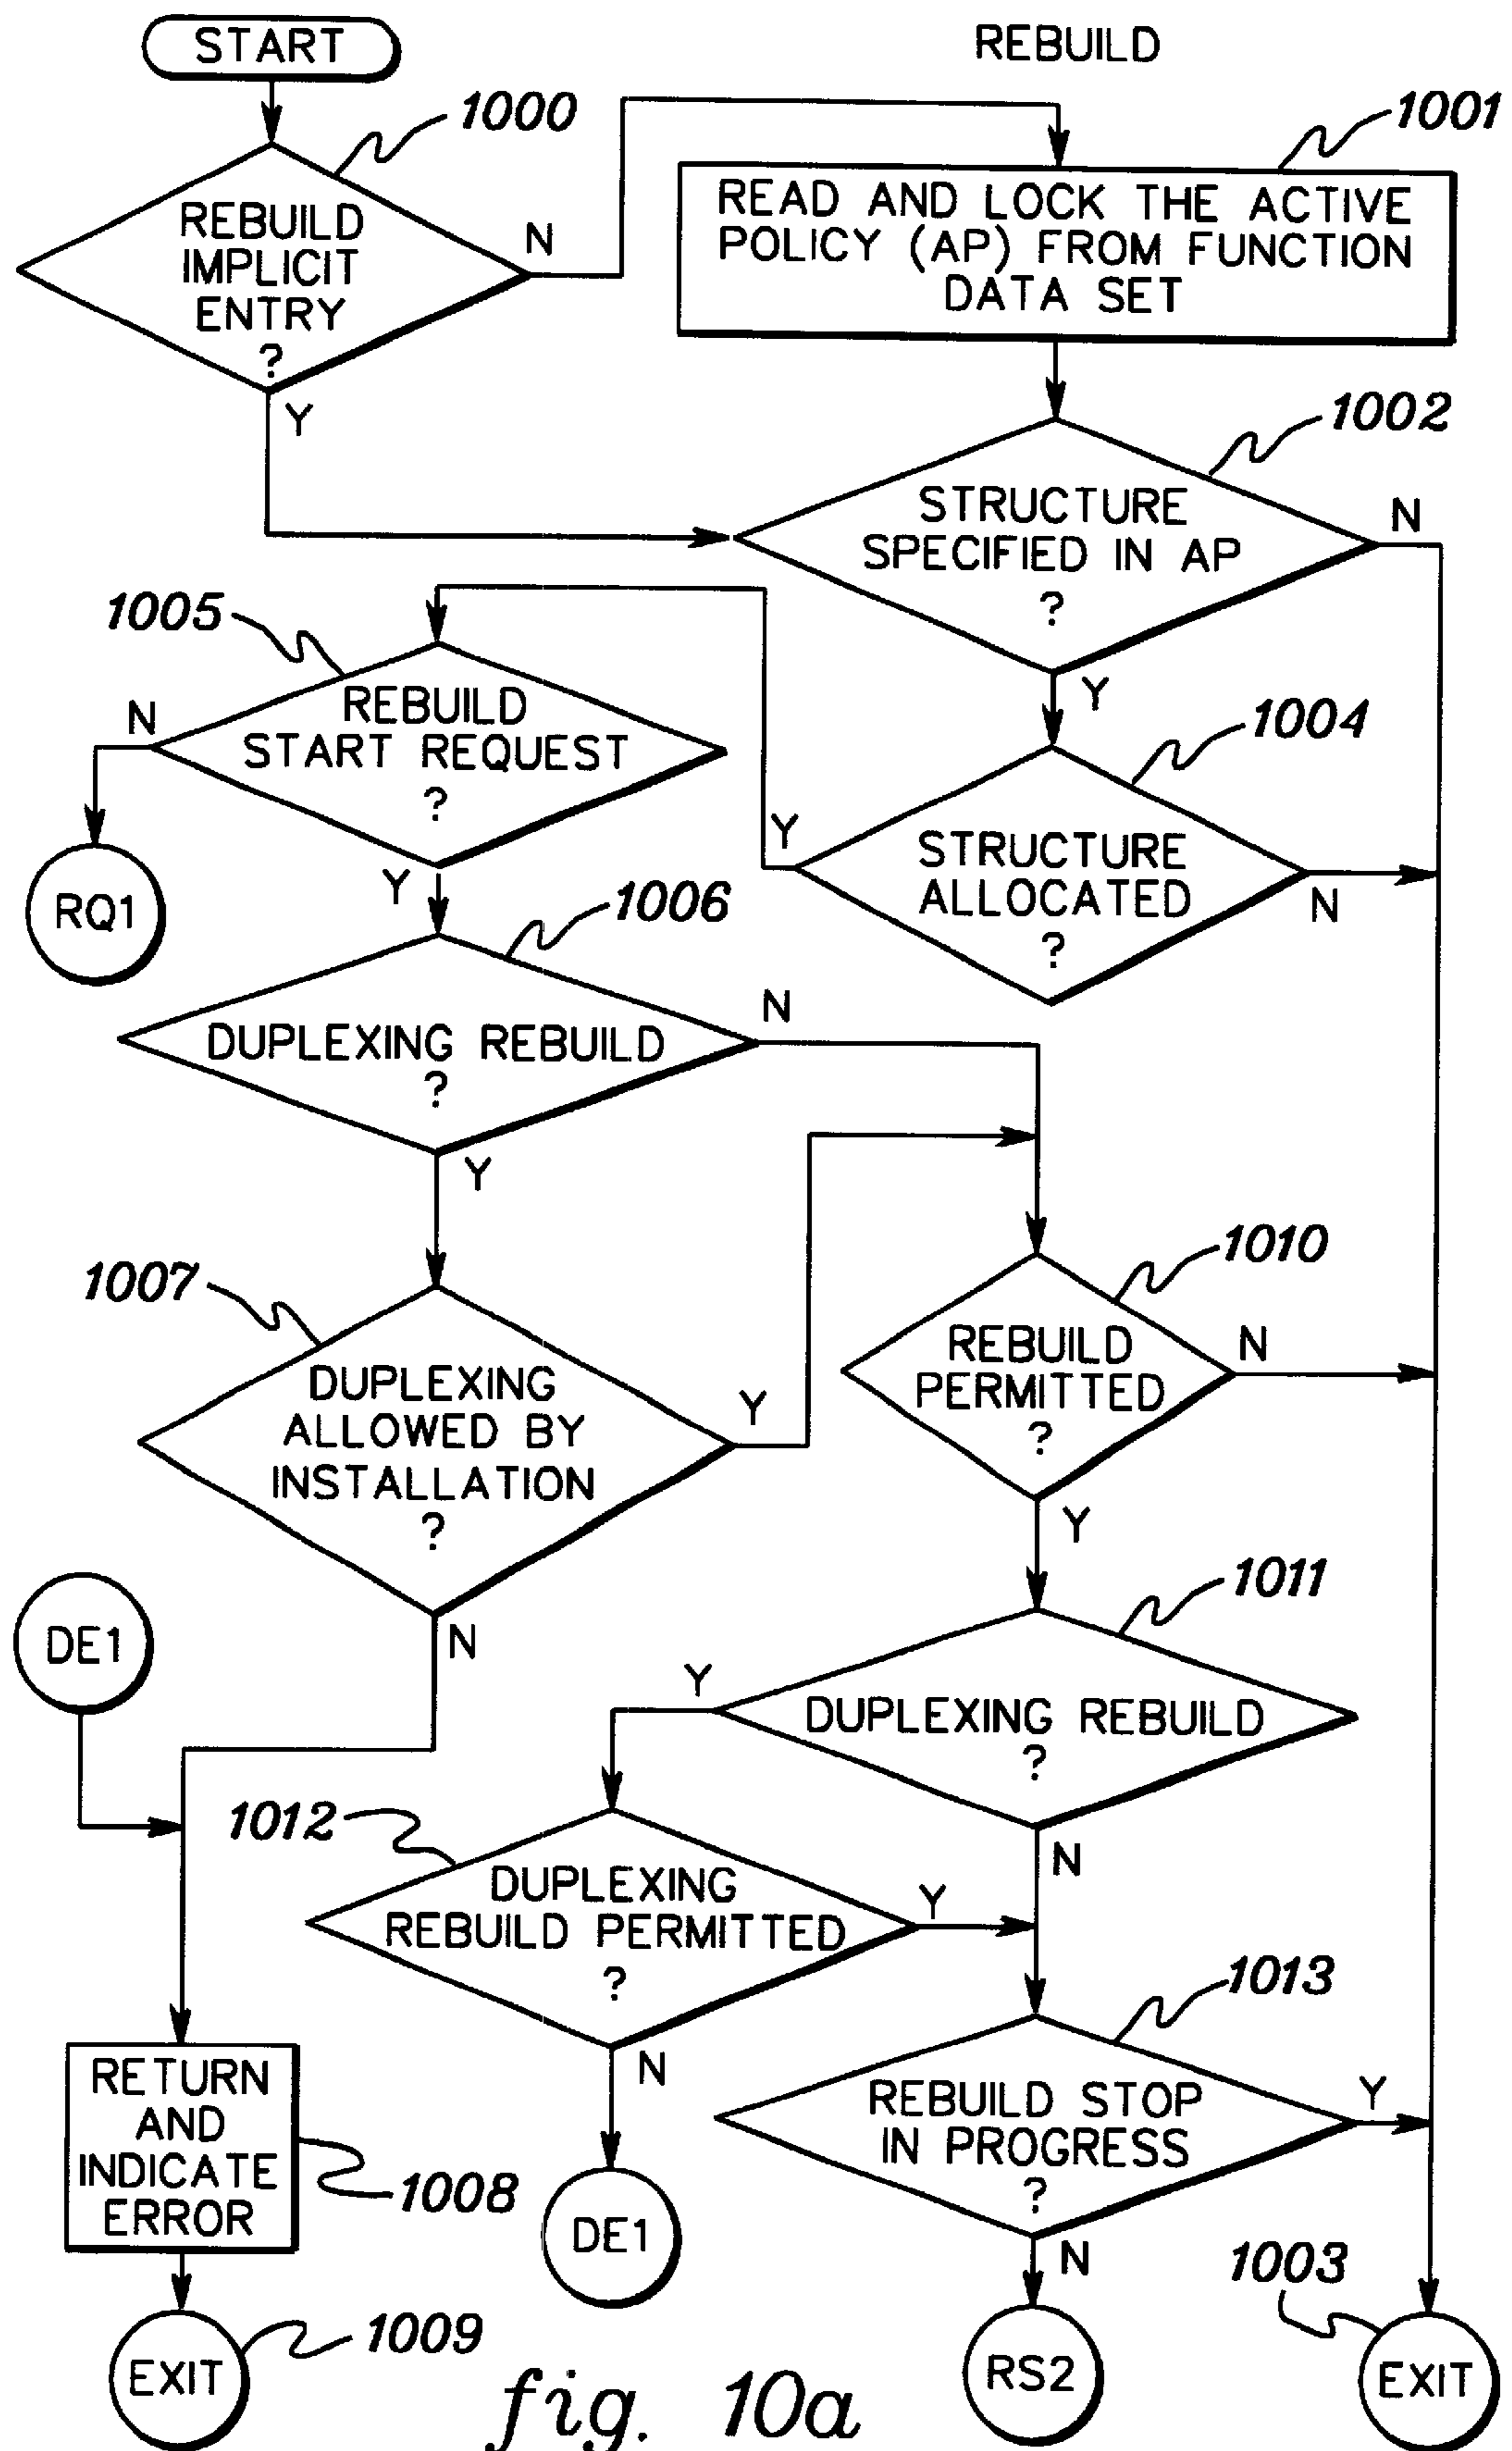 START
REBUILD
1000
1001
REBUILD
IMPLICIT
ENTRY
?
N
Y
READ AND LOCK THE ACTIVE
POLICY (AP) FROM FUNCTION
DATA SET
1002
STRUCTURE
SPECIFIED IN AP
?
N
Y
1005
REBUILD
START REQUEST
?
N
Y
RQ1
1004
STRUCTURE
ALLOCATED
?
Y
N
1006
DUPLEXING REBUILD
?
N
Y
1007
DUPLEXING
ALLOWED BY
INSTALLATION
?
Y
N
1010
REBUILD
PERMITTED
?
N
Y
DE1
1011
DUPLEXING REBUILD
?
Y
N
1012
DUPLEXING
REBUILD PERMITTED
?
Y
N
1013
REBUILD STOP
IN PROGRESS
?
Y
N
RETURN
AND
INDICATE
ERROR
1008
DE1
1003
1009
EXIT
RS2
EXIT
fig. 10a